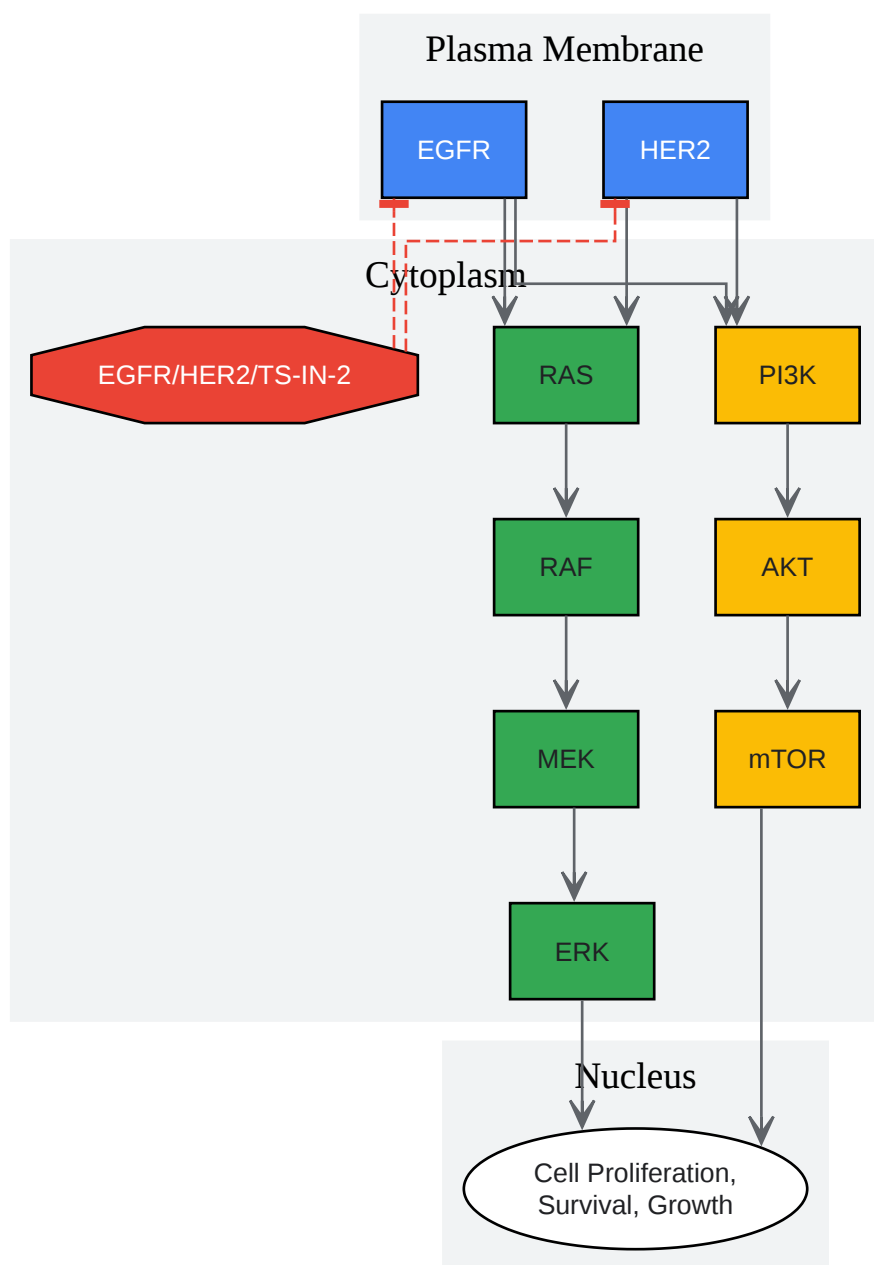 Plasma Membrane
EGFR
HER2
Cytoplasm
EGFR/HER2/TS-IN-2
RAS
PI3K
RAF
AKT
MEK
mTOR
ERK
Nucleus
Cell Proliferation,
Survival, Growth